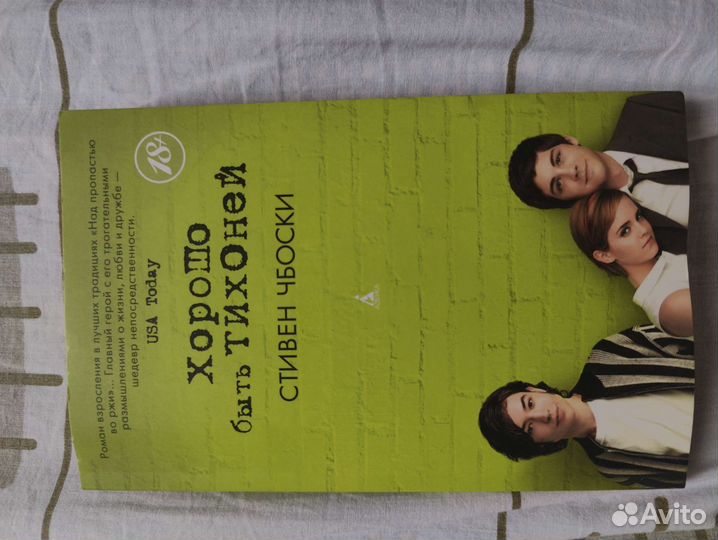 Роман взросления в лучших традициях «Над пропастью
во ржи»... Главный герой с его трогательными
размышлениями о жизни, любви и дружбе —
шедевр непосредственности.
USA Today
18+
Хорошо
быть тихоней
СТИВЕН ЧБОСКИ
Avito